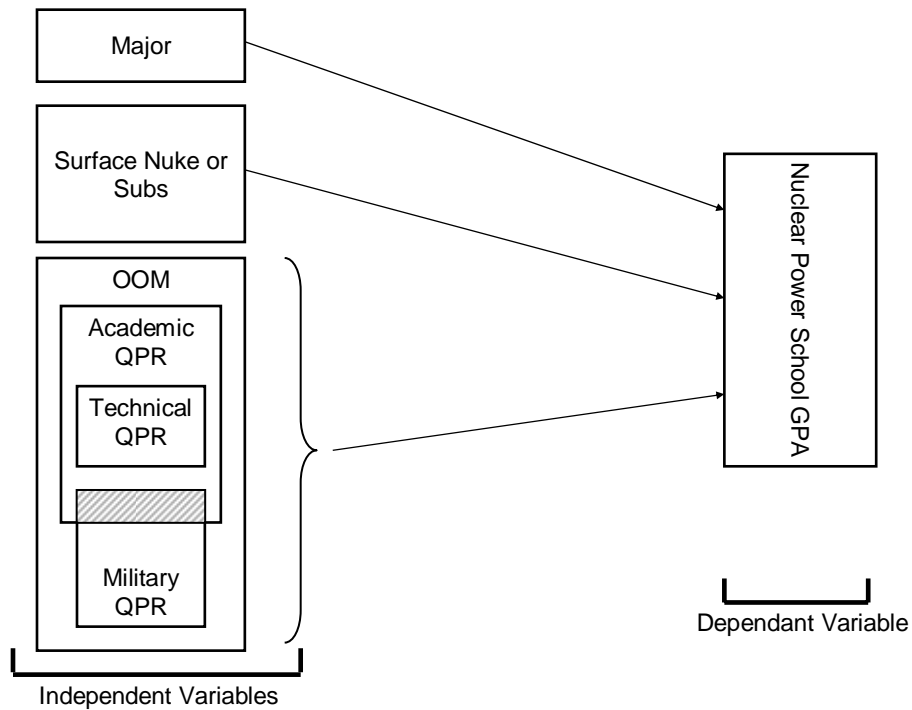 Major
Surface Nuke or
Subs
OOM
Academic
QPR
Technical
QPR
Military
QPR
Independent Variables
Nuclear Power School GPA
Dependant Variable